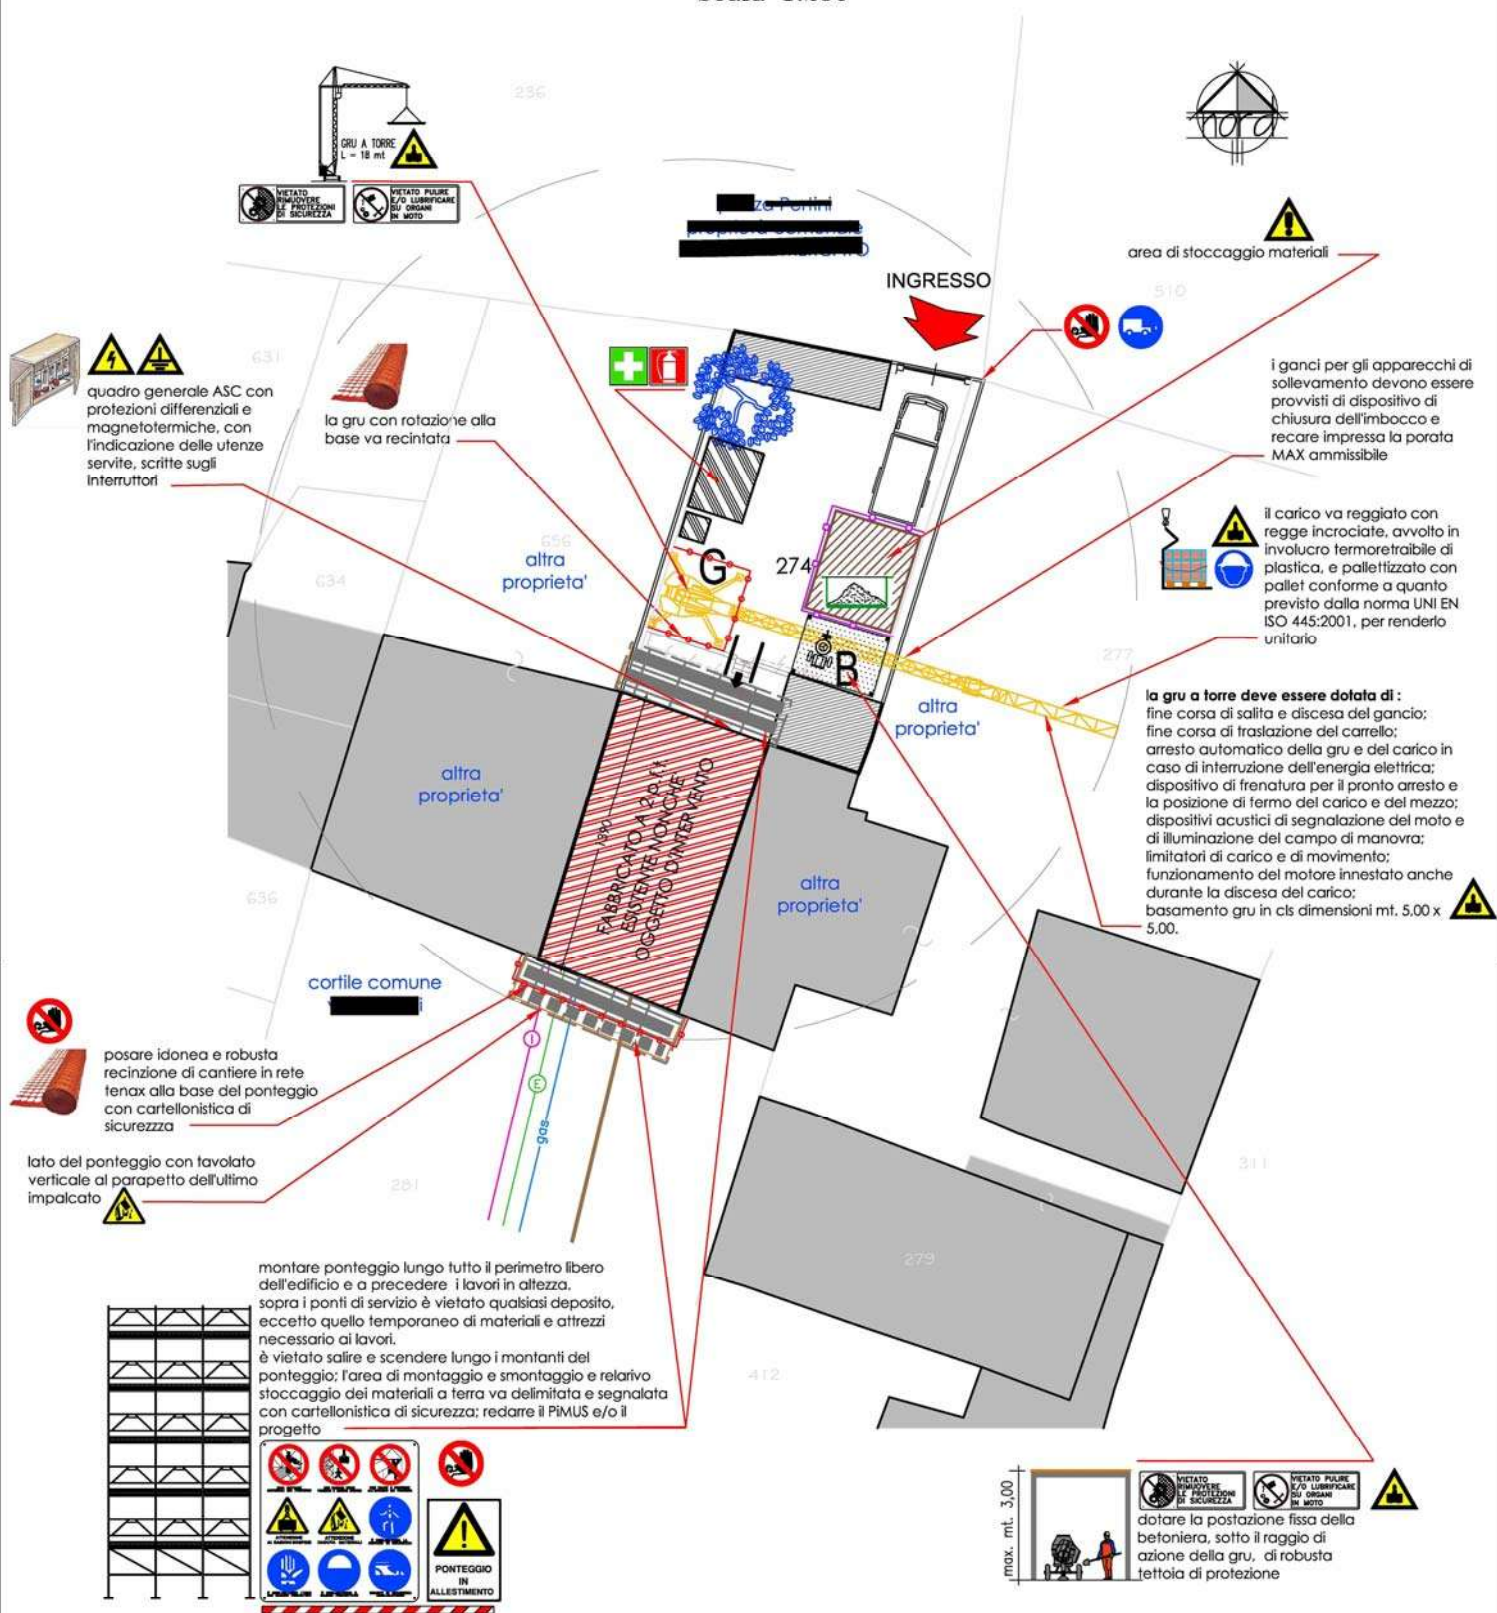 236
GRU A TORRE
L = 18 mt
VIETATO
RIMUOVERE
LE PROTEZIONI
DI SICUREZZA
VIETATO PULIRE
E/O LUBRIFICARE
SU ORGANI
IN MOTO
nord
area di stoccaggio materiali
INGRESSO
510
631
quadro generale ASC con
protezioni differenziali e
magnetotermiche, con
l'indicazione delle utenze
servite, scritte sugli
Interruttori
la gru con rotazione alla
base va recintata
i ganci per gli apparecchi di
sollevamento devono essere
provvisti di dispositivo di
chiusura dell'imbocco e
recare impressa la porata
MAX ammissibile
il carico va reggiato con
regge incrociate, avvolto in
involucro termoretraibile di
plastica, e pallettizzato con
pallet conforme a quanto
previsto dalla norma UNI EN
ISO 445:2001, per renderlo
unitario
656
altra
proprieta'
634
G
274
B
277
altra
proprieta'
la gru a torre deve essere dotata di :
fine corsa di salita e discesa del gancio;
fine corsa di traslazione del carrello;
arresto automatico della gru e del carico in
caso di interruzione dell'energia elettrica;
dispositivo di frenatura per il pronto arresto e
la posizione di fermo del carico e del mezzo;
dispositivi acustici di segnalazione del moto e
di illuminazione del campo di manovra;
limitatori di carico e di movimento;
funzionamento del motore innestato anche
durante la discesa del carico;
basamento gru in cls dimensioni mt. 5.00 x
5.00.
altra
proprieta'
1390
FABBRICATO A 2 p.f.t.
ESISTENTE NONCHE'
OGGETTO D'INTERVENTO
altra
proprieta'
636
cortile comune
posare idonea e robusta
recinzione di cantiere in rete
tenax alla base del ponteggio
con cartellonistica di
sicurezzza
I
E
gas
lato del ponteggio con tavolato
verticale al parapetto dell'ultimo
impalcato
281
311
279
412
montare ponteggio lungo tutto il perimetro libero
dell'edificio e a precedere i lavori in altezza.
sopra i ponti di servizio è vietato qualsiasi deposito,
eccetto quello temporaneo di materiali e attrezzi
necessario ai lavori.
è vietato salire e scendere lungo i montanti del
ponteggio; l'area di montaggio e smontaggio e relarivo
stoccaggio dei materiali a terra va delimitata e segnalata
con cartellonistica di sicurezza; redarre il PiMUS e/o il
progetto
PONTEGGIO
IN
ALLESTIMENTO
max. mt. 3,00
VIETATO
RIMUOVERE
LE PROTEZIONI
DI SICUREZZA
VIETATO PULIRE
E/O LUBRIFICARE
SU ORGANI
IN MOTO
dotare la postazione fissa della
betoniera, sotto il raggio di
azione della gru, di robusta
tettoia di protezione